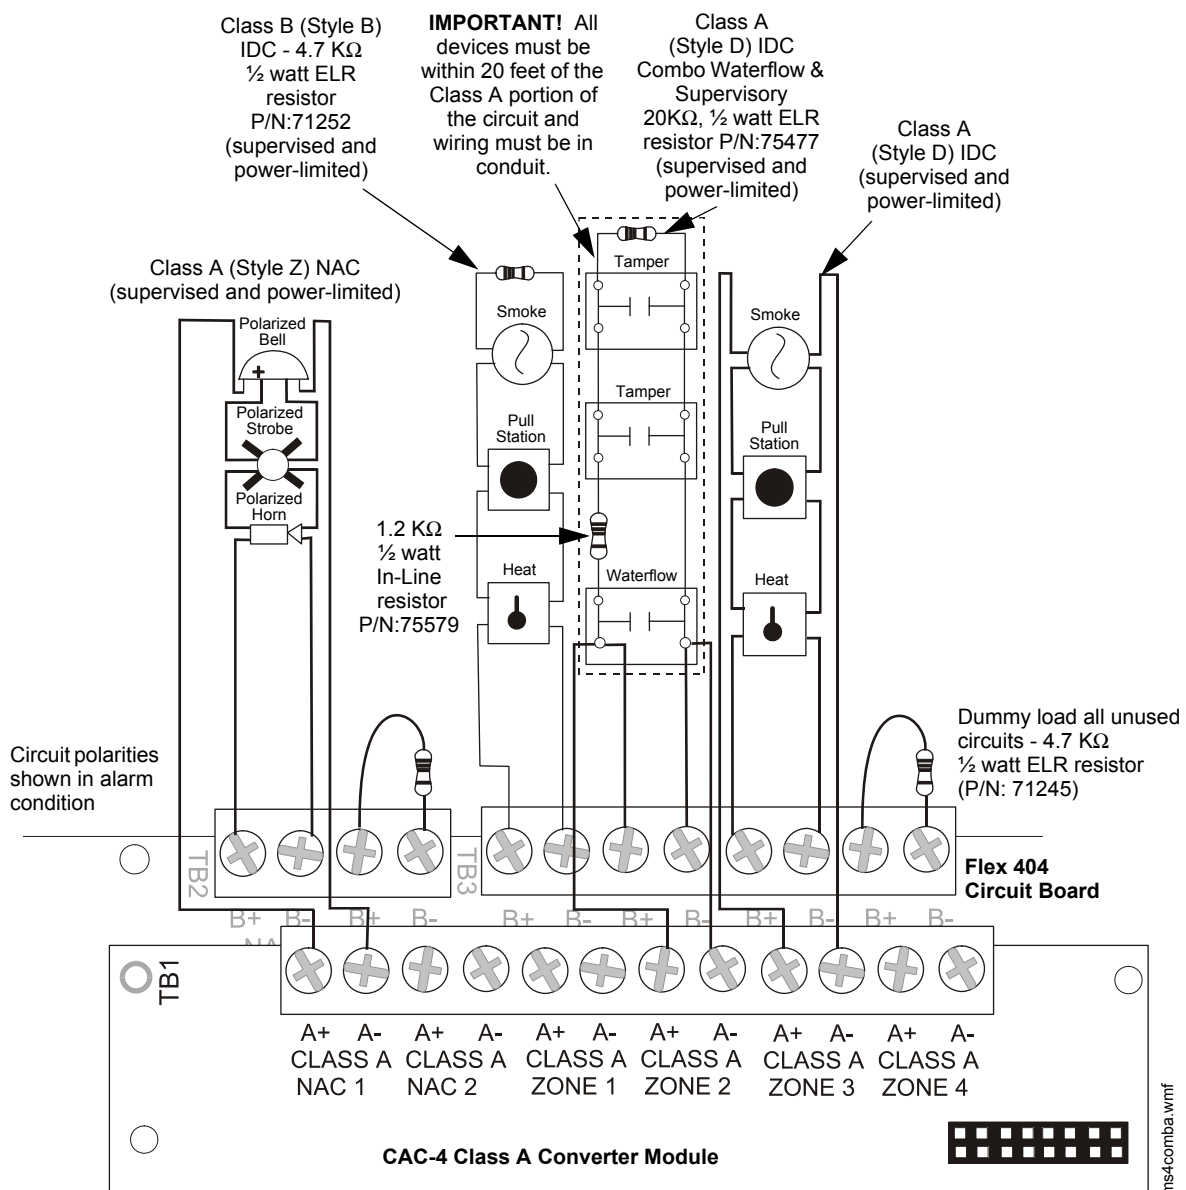 Class B (Style B)
IDC - 4.7 KΩ
½ watt ELR
resistor
P/N:71252
(supervised and
power-limited)
IMPORTANT! All
devices must be
within 20 feet of the
Class A portion of
the circuit and
wiring must be in
conduit.
Class A
(Style D) IDC
Combo Waterflow &
Supervisory
20KΩ, ½ watt ELR
resistor P/N:75477
(supervised and
power-limited)
Class A
(Style D) IDC
(supervised and
power-limited)
Class A (Style Z) NAC
(supervised and power-limited)
Polarized
Bell
+
Polarized
Strobe
Polarized
Horn
Smoke
Pull
Station
Heat
Tamper
Tamper
Waterflow
1.2 KΩ
½ watt
In-Line
resistor
P/N:75579
Smoke
Pull
Station
Heat
Circuit polarities
shown in alarm
condition
Dummy load all unused
circuits - 4.7 KΩ
½ watt ELR resistor
(P/N: 71245)
TB2
TB3
Flex 404
Circuit Board
B+ B- B+ B- B+ B- B+ B- B+ B- B+ B-
TB1
A+ A- A+ A- A+ A- A+ A- A+ A- A+ A-
CLASS A CLASS A CLASS A CLASS A CLASS A CLASS A
NAC 1 NAC 2 ZONE 1 ZONE 2 ZONE 3 ZONE 4
CAC-4 Class A Converter Module
ms4comba.wmf